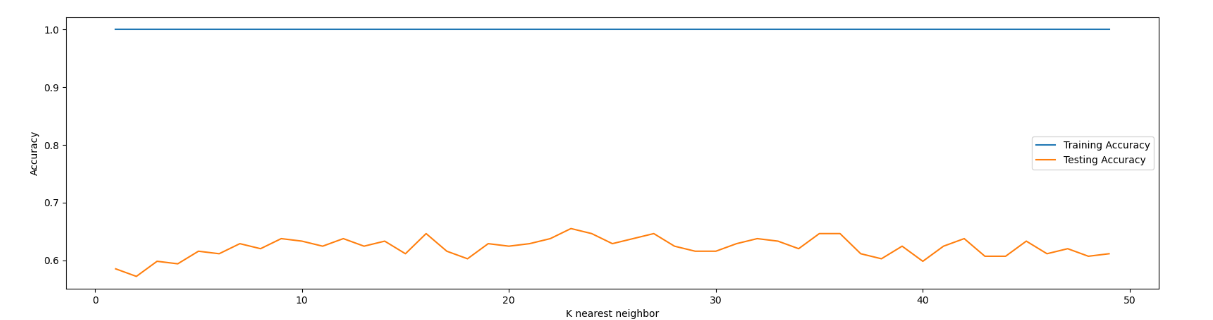 1.0
0.9
0.8
0.7
0.6
Accuracy
Training Accuracy
Testing Accuracy
0 10 20 30 40 50
K nearest neighbor